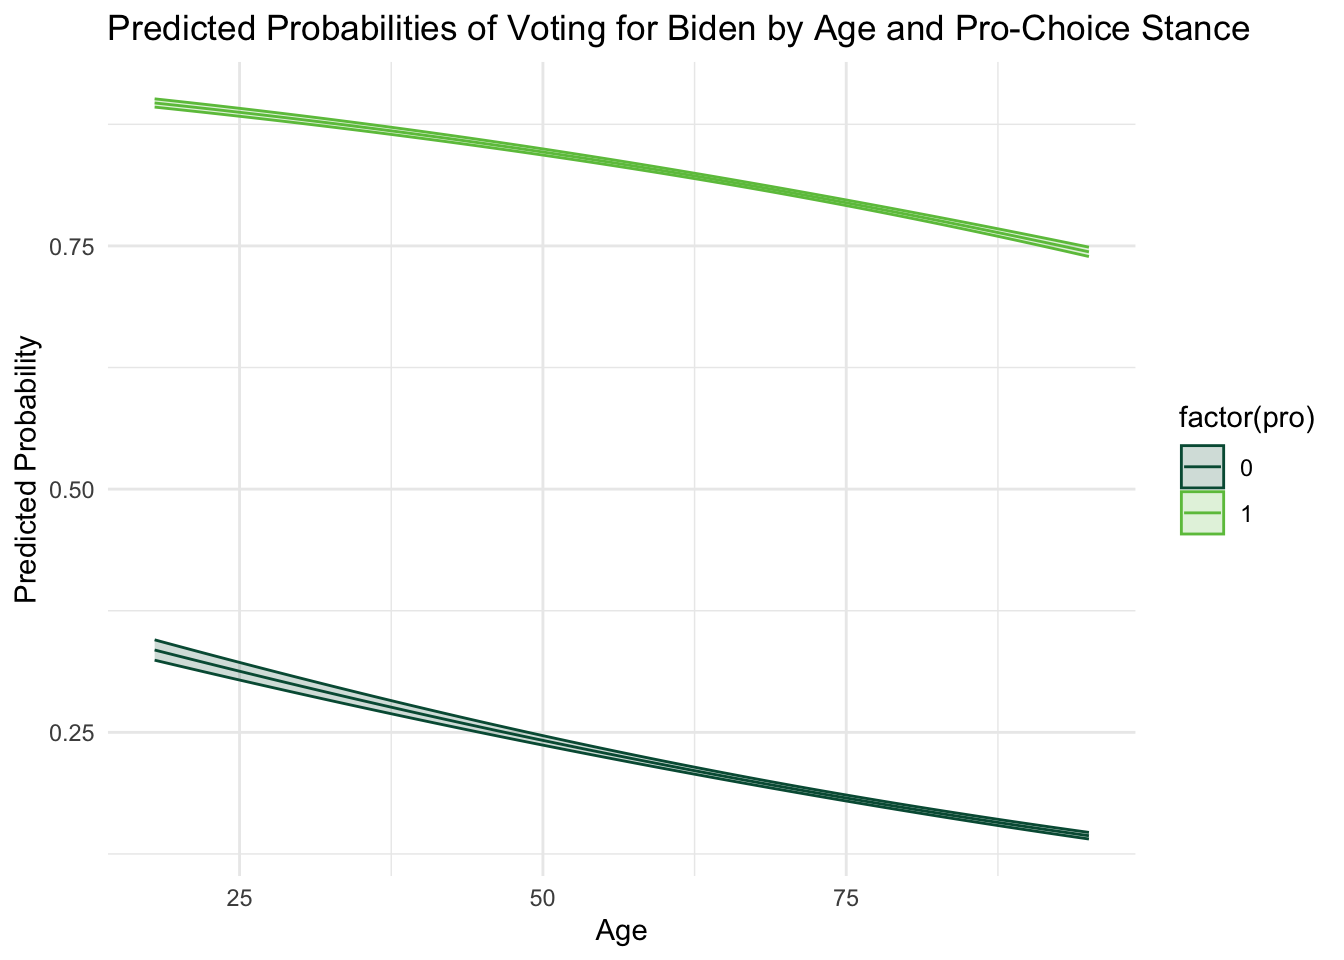 Predicted Probabilities of Voting for Biden by Age and Pro-Choice Stance
Predicted Probability
0.75
0.50
0.25
25
50
75
Age
factor(pro)
0
1